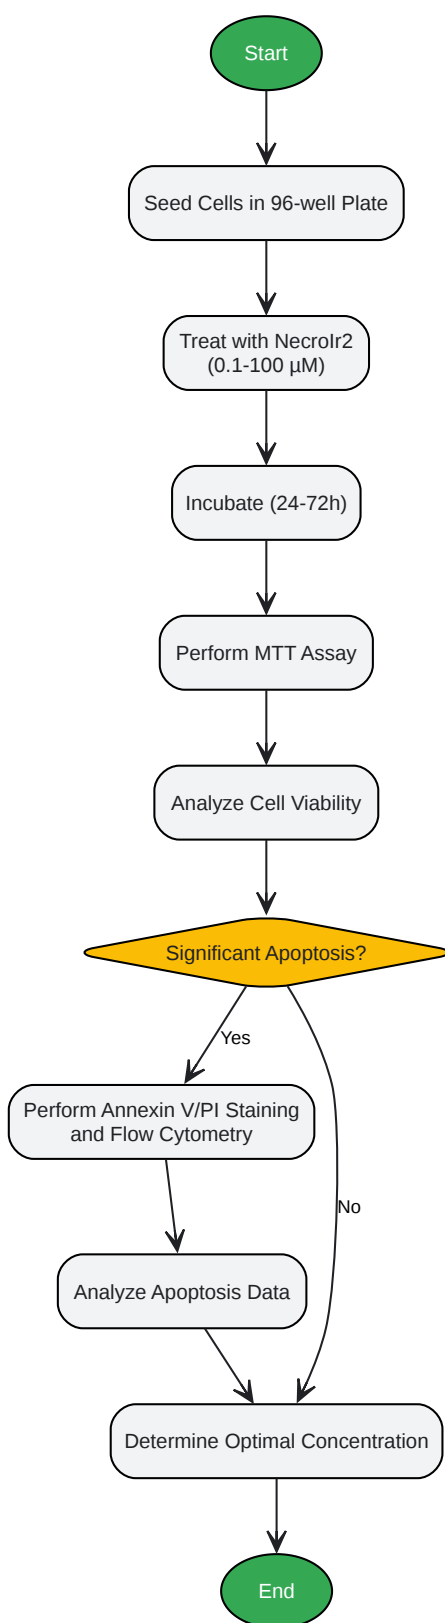 Start
Seed Cells in 96-well Plate
Treat with NecroIr2
(0.1-100 µM)
Incubate (24-72h)
Perform MTT Assay
Analyze Cell Viability
Significant Apoptosis?
Yes
Perform Annexin V/PI Staining
and Flow Cytometry
No
Analyze Apoptosis Data
Determine Optimal Concentration
End